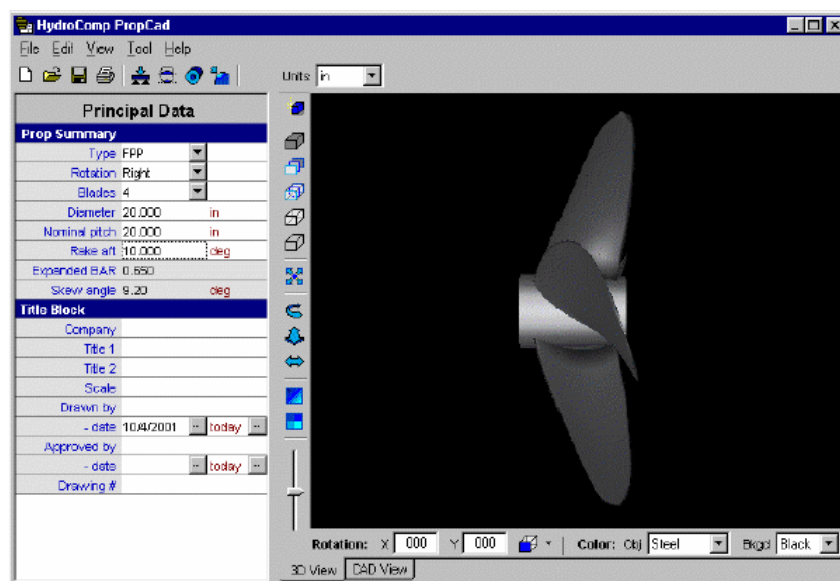 HydroComp PropCad
File Edit View Tool Help
Units in
Principal Data
Prop Summary
Type FPP
Rotation Right
Blades 4
Diameter 20.000 in
Nominal pitch 20.000 in
Rake aft 10.000 deg
Expanded BAR 0.650
Skew angle 9.20 deg
Title Block
Company
Title 1
Title 2
Scale
Drawn by
- date 10/4/2001 ... today ...
Approved by
- date ... today ...
Drawing #
Rotation: X 000 Y 000 Color: Obj Steel Bkgd Black
3D View CAD View